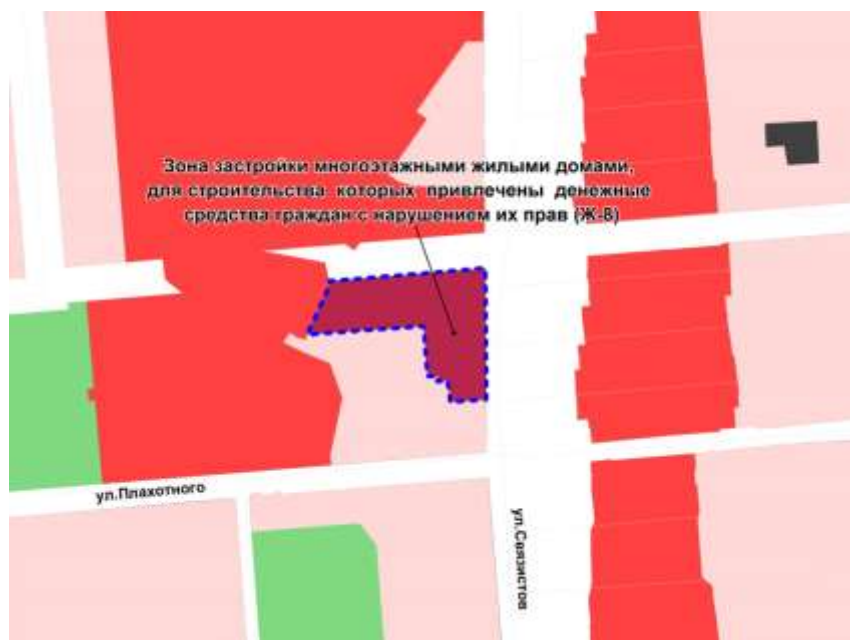 Зона застройки многоэтажными жилыми домами,
для строительства которых привлечены денежные
средства граждан с нарушением их прав (Ж-8)
ул.Плахотного
ул.Связистов